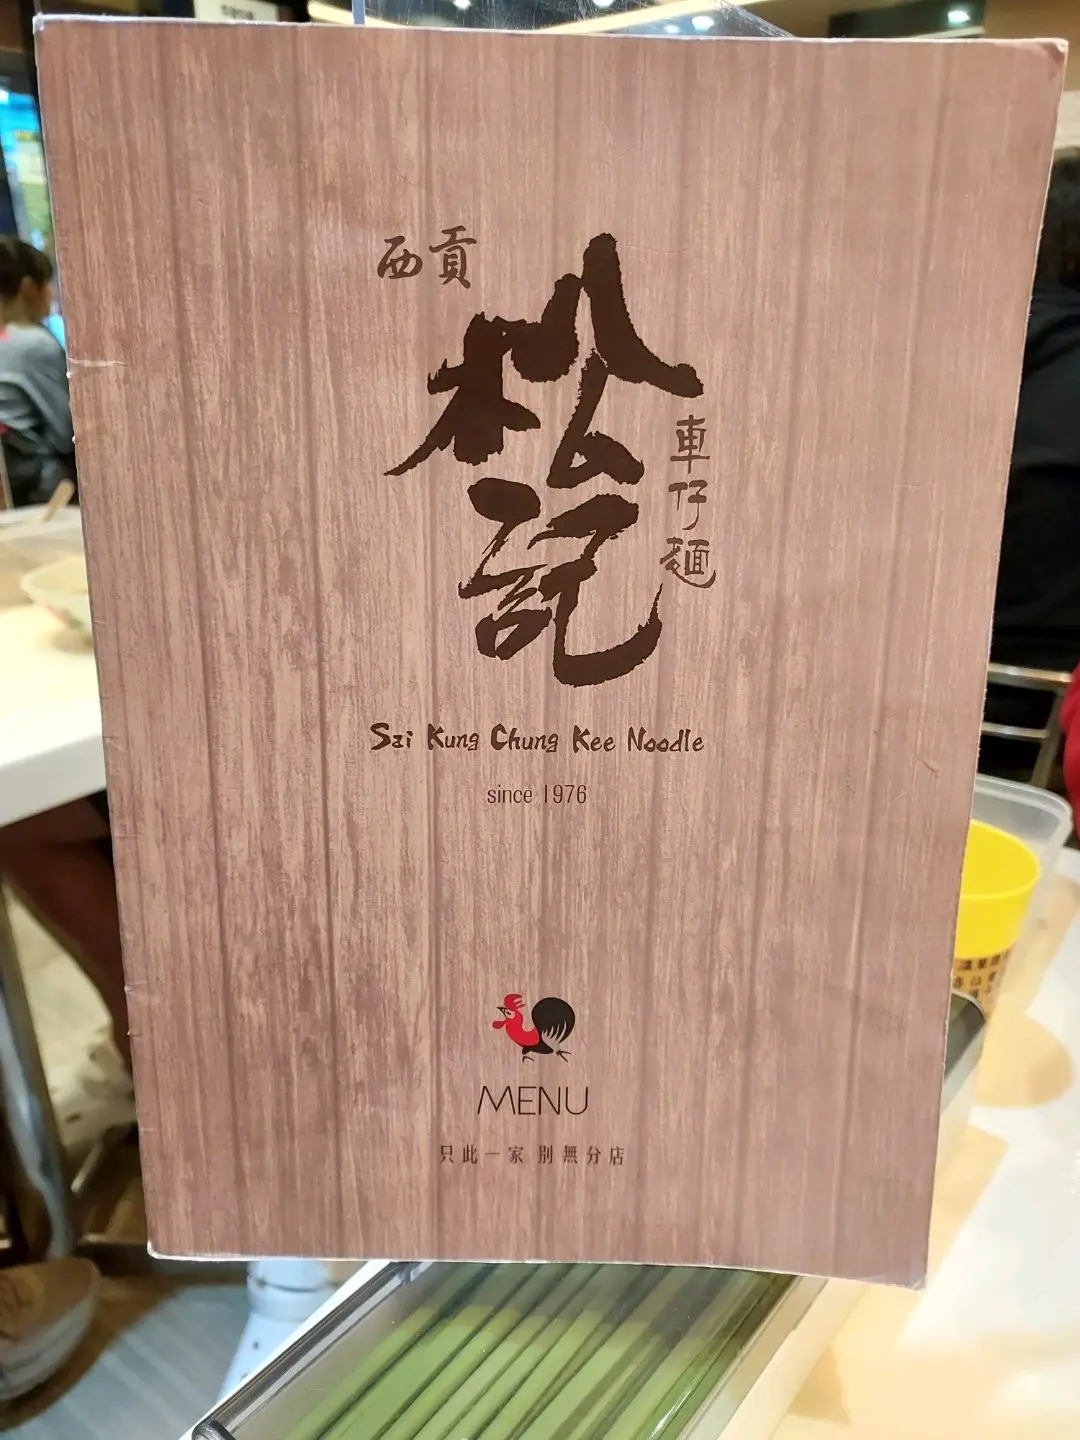 西貢
松記
車仔麵
Sai Kung Chung Kee Noodle
since 1976
MENU
只此一家 別無分店